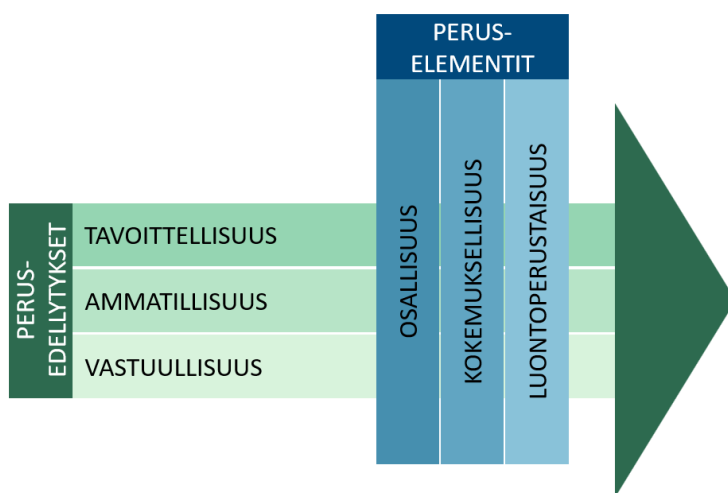 PERUS-
ELEMENTIT
OSALLISUUS
KOKEMUKSELLISUUS
LUONTOPERUSTAISUUS
PERUS-
EDELLYTYKSET
TAVOITTELLISUUS
AMMATILLISUUS
VASTUULLISUUS